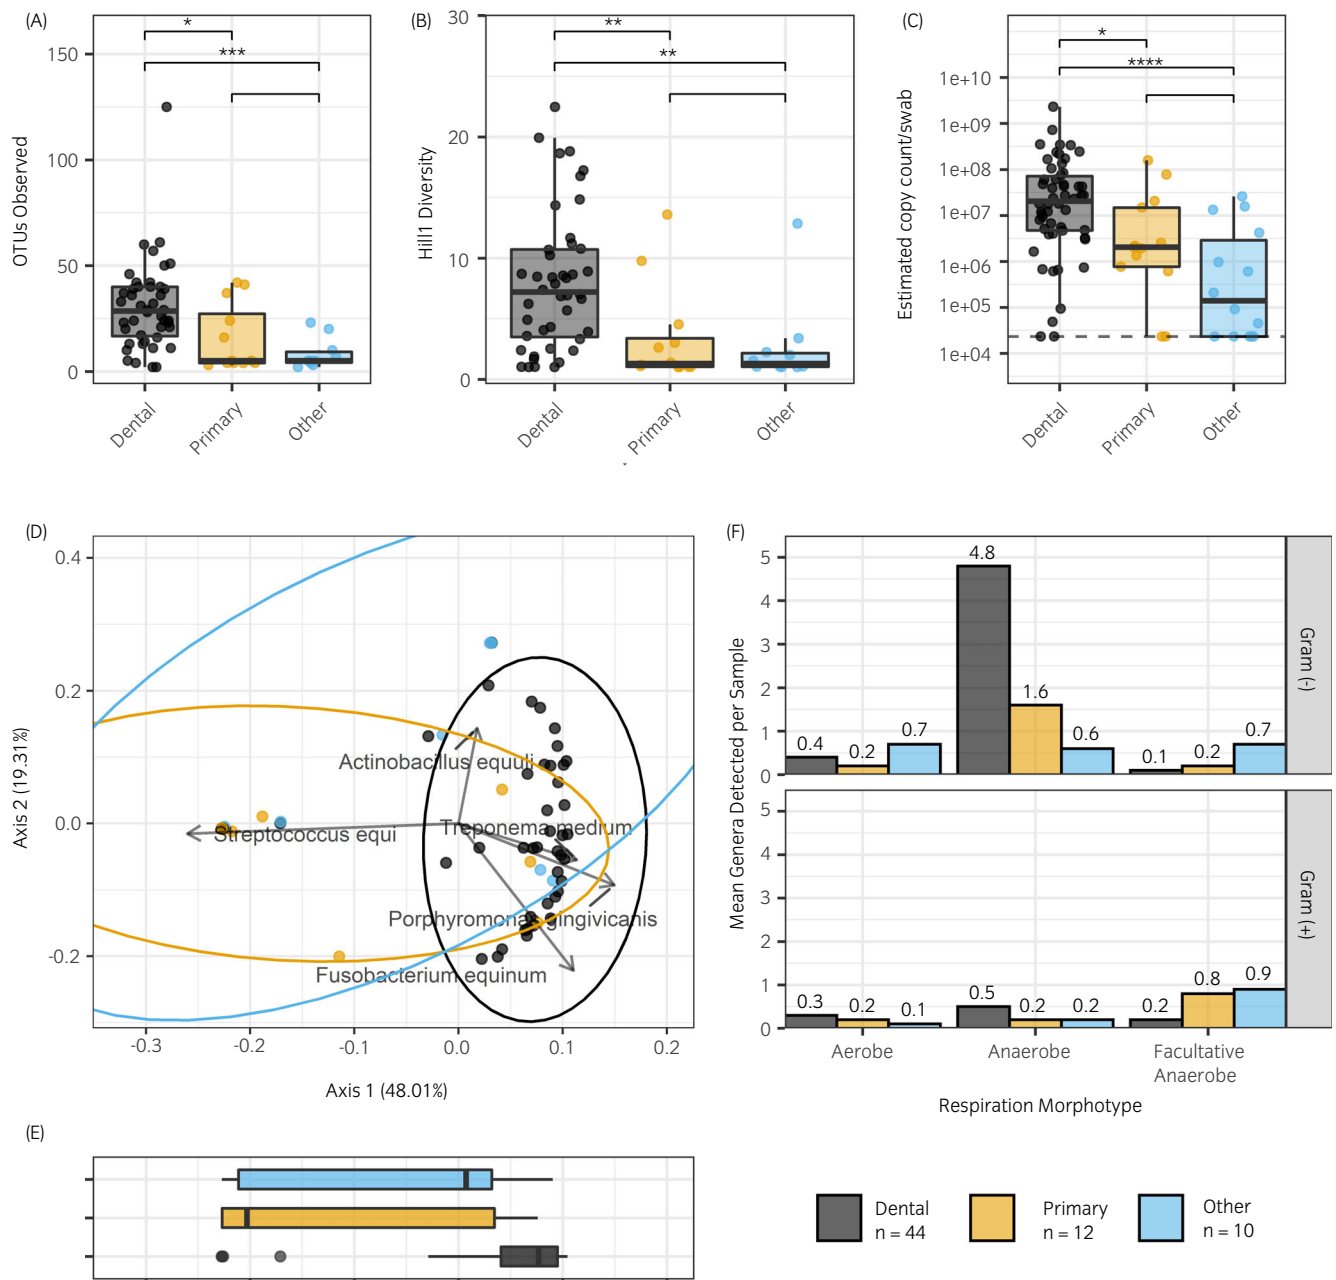 (A)
OTUs Observed
150
100
50
0
*
***
Dental
Primary
Other
(B)
Hill1 Diversity
30
20
10
0
**
**
Dental
Primary
Other
(C)
Estimated copy count/swab
1e+10
1e+09
1e+08
1e+07
1e+06
1e+05
1e+04
*
****
Dental
Primary
Other
(D)
Axis 2 (19.31%)
0.4
0.2
0.0
-0.2
Actinobacillus equuli
Streptococcus equi
Treponema medium
Porphyromonas gingivicanis
Fusobacterium equinum
-0.3
-0.2
-0.1
0.0
0.1
0.2
Axis 1 (48.01%)
(F)
Mean Genera Detected per Sample
5
4
3
2
1
0
0.4
0.2
0.7
4.8
1.6
0.6
0.1
0.2
0.7
Gram (-)
5
4
3
2
1
0
0.3
0.2
0.1
0.5
0.2
0.2
0.2
0.8
0.9
Gram (+)
Aerobe
Anaerobe
Facultative
Anaerobe
Respiration Morphotype
(E)
Dental
n = 44
Primary
n = 12
Other
n = 10